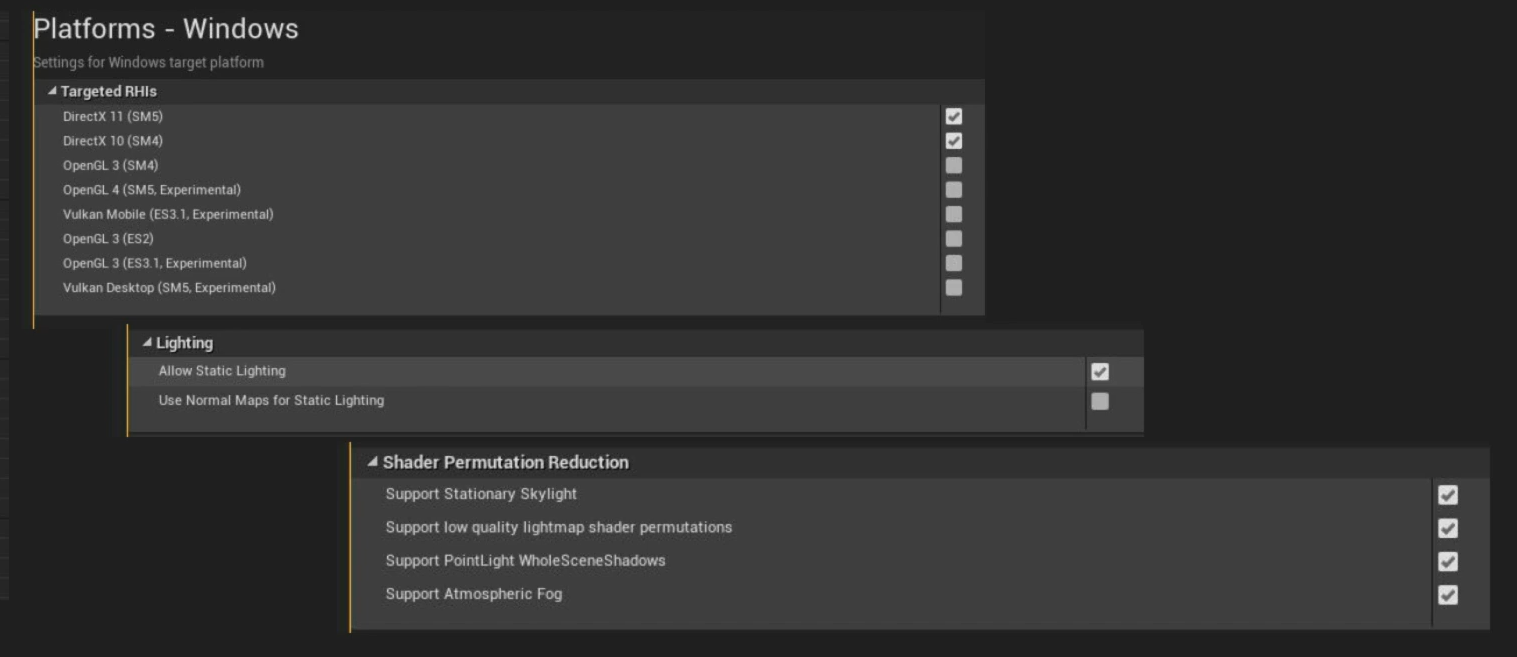 Platforms - Windows
Settings for Windows target platform
Targeted RHIs
DirectX 11 (SM5)
DirectX 10 (SM4)
OpenGL 3 (SM4)
OpenGL 4 (SM5, Experimental)
Vulkan Mobile (ES3.1, Experimental)
OpenGL 3 (ES2)
OpenGL 3 (ES3.1, Experimental)
Vulkan Desktop (SM5, Experimental)
Lighting
Allow Static Lighting
Use Normal Maps for Static Lighting
Shader Permutation Reduction
Support Stationary Skylight
Support low quality lightmap shader permutations
Support PointLight WholeSceneShadows
Support Atmospheric Fog